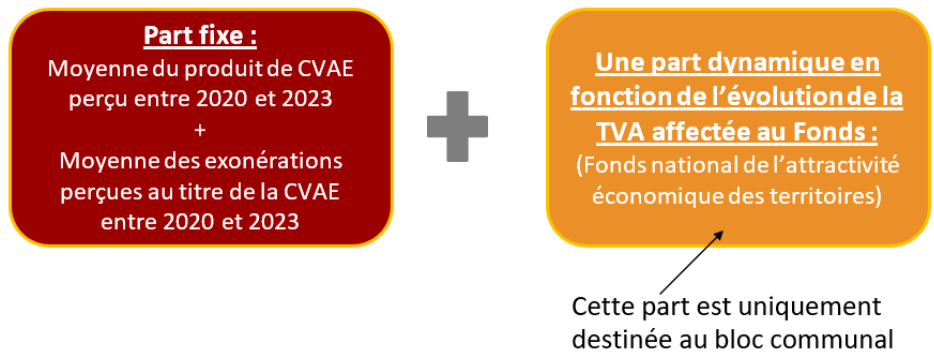 Part fixe :
Moyenne du produit de CVAE
perçu entre 2020 et 2023
+
Moyenne des exonérations
perçues au titre de la CVAE
entre 2020 et 2023
Une part dynamique en
fonction de l’évolution de la
TVA affectée au Fonds :
(Fonds national de l’attractivité
économique des territoires)
Cette part est uniquement
destinée au bloc communal